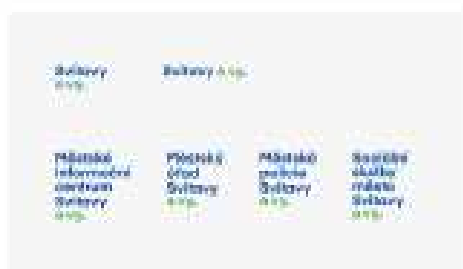 Svitavy
Svitavy
Městské
informační
centrum
Svitavy
Městský
úřad
Svitavy
Městská
policie
Svitavy
Sociální
služby
města
Svitavy